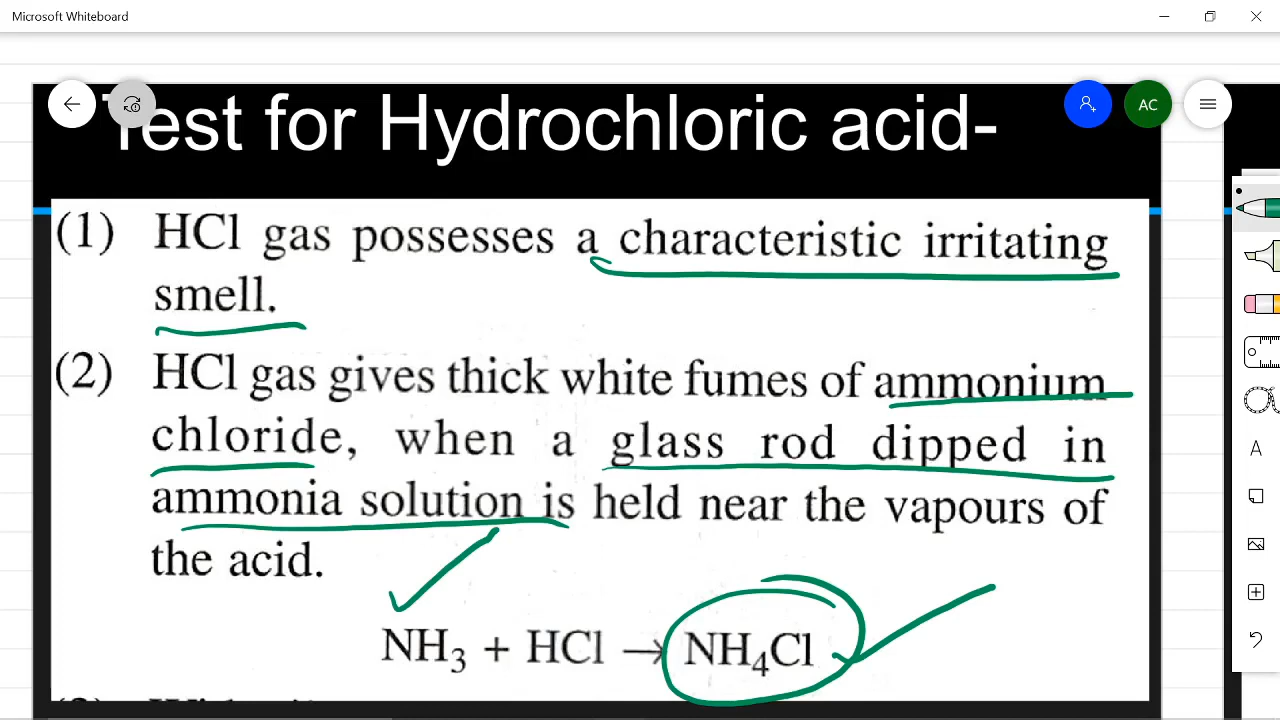 Microsoft Whiteboard
Test for Hydrochloric acid-
AC
(1) HCl gas possesses a characteristic irritating
smell.
(2) HCl gas gives thick white fumes of ammonium
chloride, when a glass rod dipped in
ammonia solution is held near the vapours of
the acid.
NH₃ + HCl → NH₄Cl
A